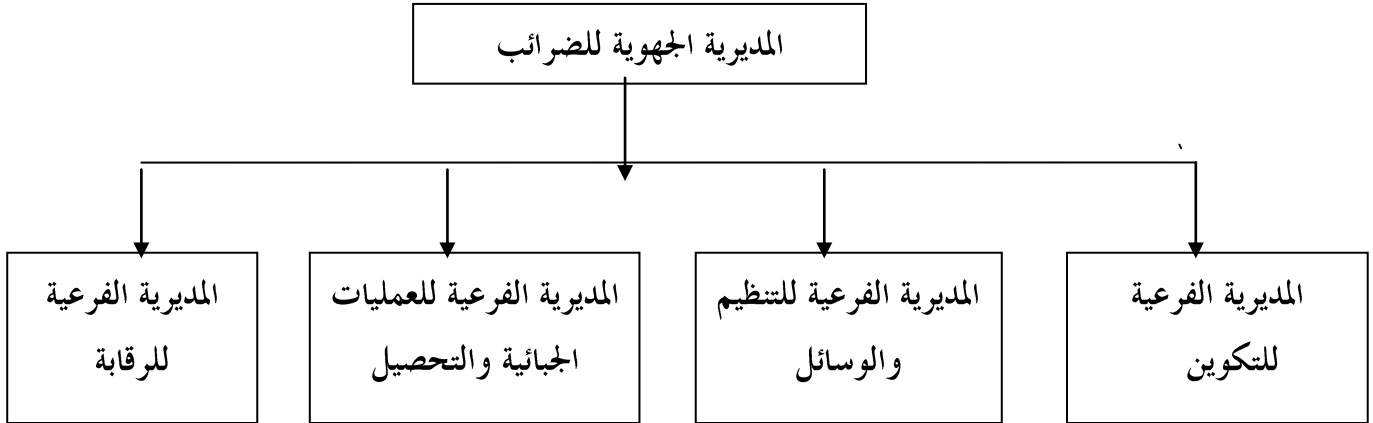 المديرية الجهوية للضرائب
المديرية الفرعية
للتكوين
المديرية الفرعية للتنظيم
والوسائل
المديرية الفرعية للعمليات
الجبائية والتحصيل
المديرية الفرعية
للرقابة